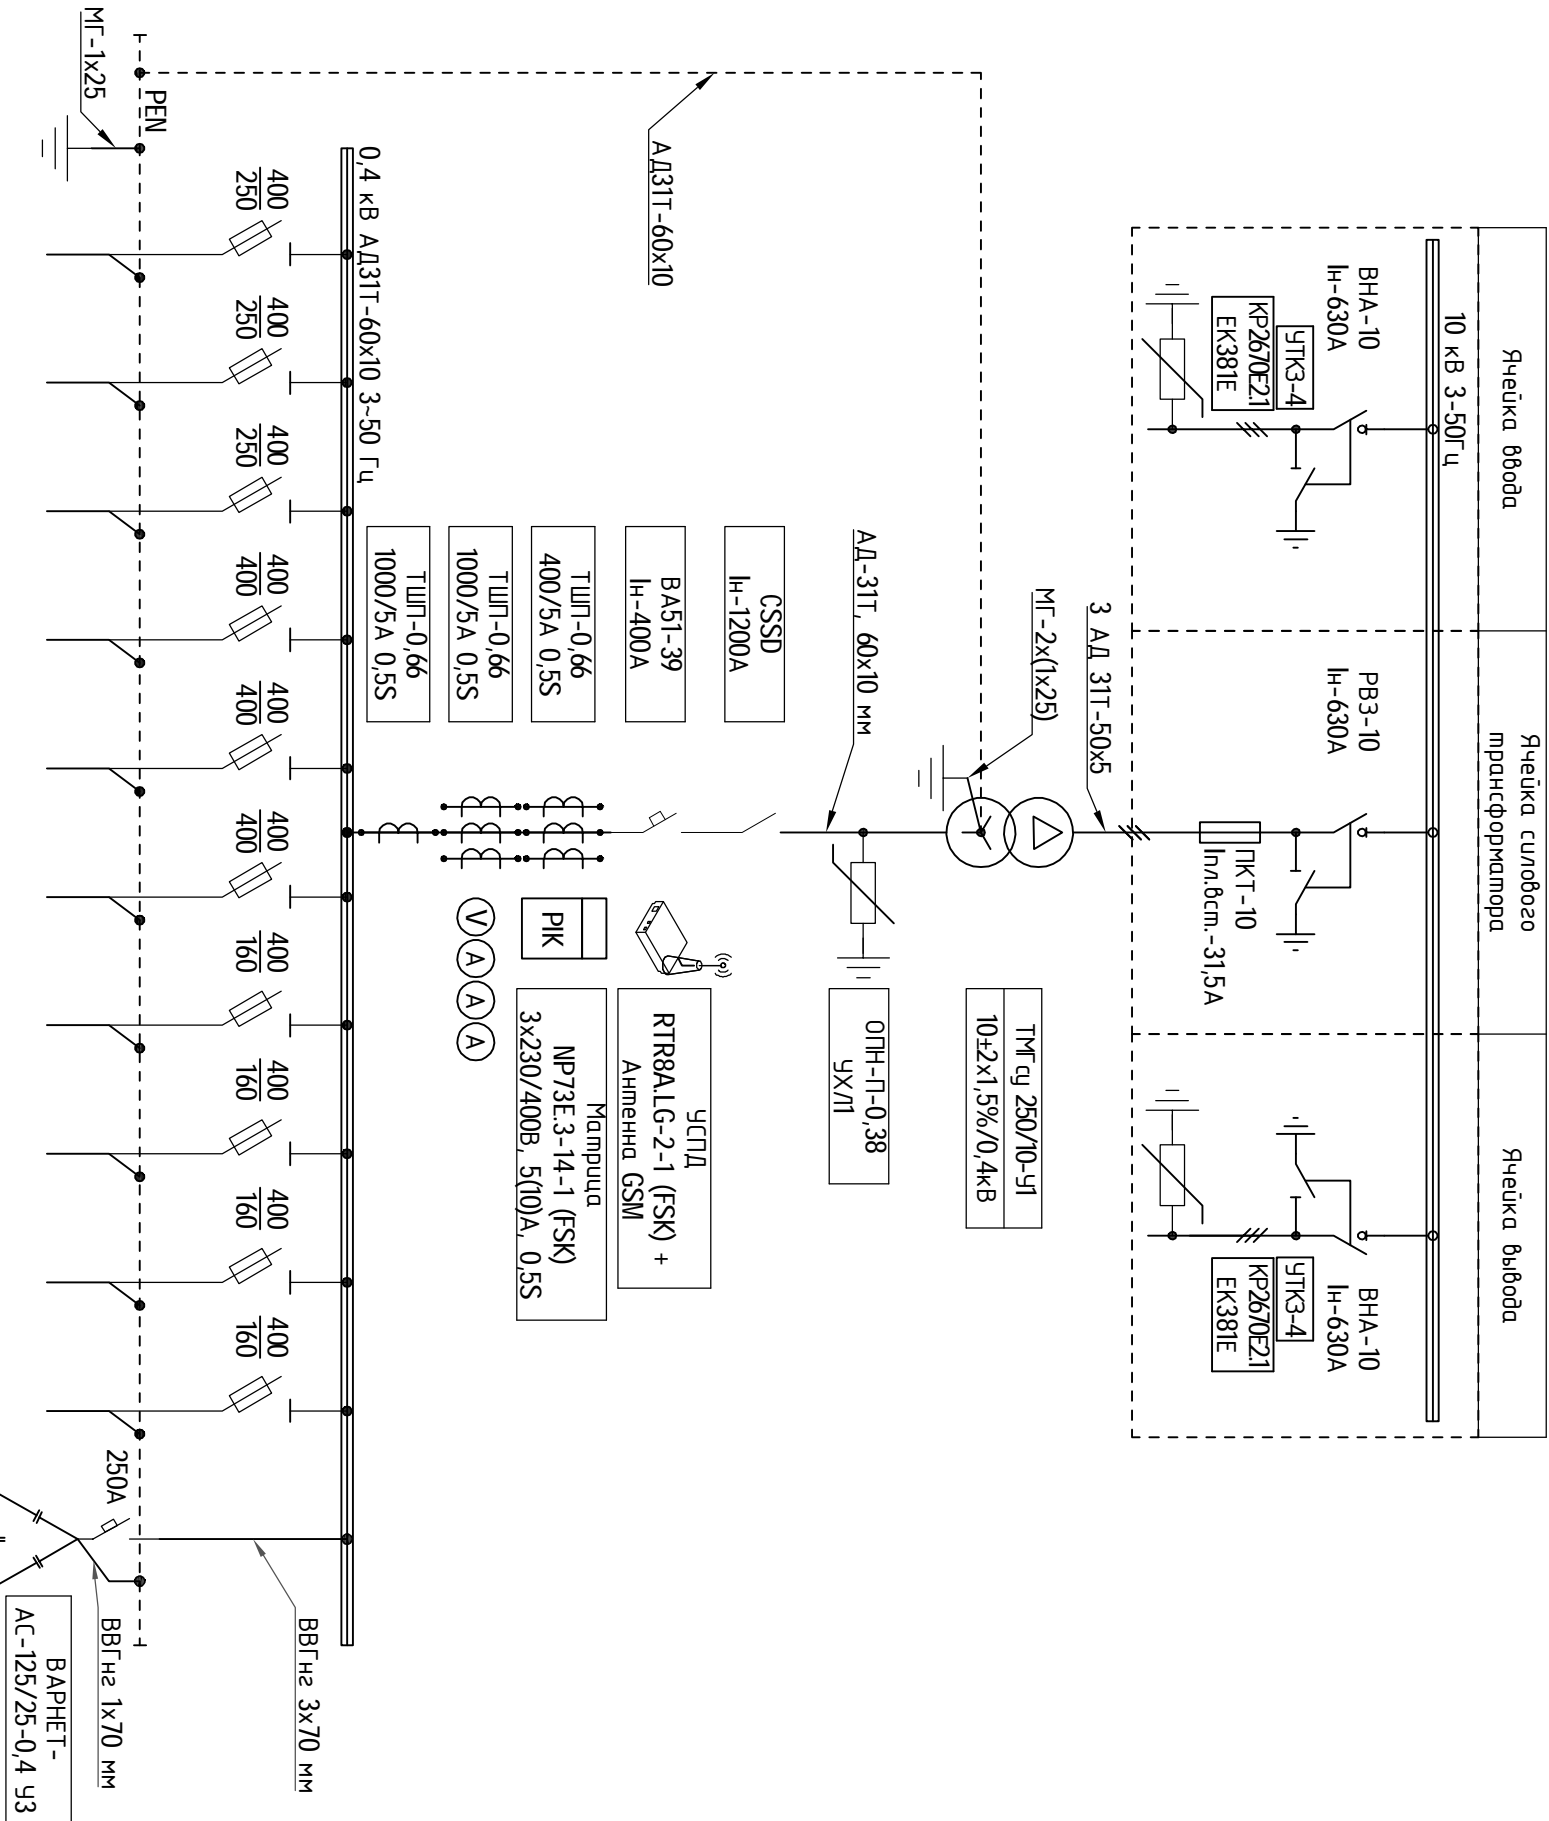 Ячейка ввода
Ячейка силового
трансформатора
Ячейка вывода
10 кВ 3~50Гц
ВНА-10
Iн-630А
УТКЗ-4
КР2670Е2.1
ЕК381Е
РВЗ-10
Iн-630А
ПКТ-10
Iпл.вст.-31,5А
ВНА-10
Iн-630А
УТКЗ-4
КР2670Е2.1
ЕК381Е
3 АД 31Т-50х5
МГ-2х(1х25)
ТМГсу 250/10-У1
10±2х1,5%/0,4кВ
АД-31Т, 60х10 мм
ОПН-П-0,38
УХЛ1
АД31Т-60х10
CSSD
Iн-1200А
ВА51-39
Iн-400А
ТШП-0,66
400/5А 0,5S
ТШП-0,66
1000/5А 0,5S
ТШП-0,66
1000/5А 0,5S
УСПД
RTR8A.LG-2-1 (FSK) +
Антенна GSM
PIK
Матрица
NP73E.3-14-1 (FSK)
3х230/400В, 5(10)А, 0,5S
V
A
A
A
0,4 кВ АД31Т-60х10 3~50 Гц
400
250
400
250
400
250
400
400
400
400
400
400
400
160
400
160
400
160
400
160
PEN
МГ-1х25
250А
ВВГнг 3х70 мм
ВВГнг 1х70 мм
ВАРНЕТ-
АС-125/25-0,4 У3